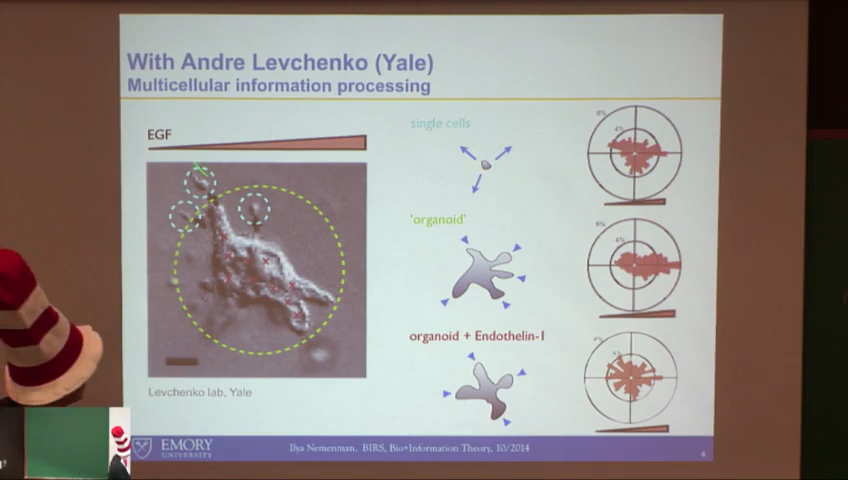 With Andre Levchenko (Yale)
Multicellular information processing
EGF
Levchenko lab, Yale
single cells
'organoid'
organoid + Endothelin-1
EMORY
UNIVERSITY
Ilya Nemenman, BIRS, Bio+Information Theory, 10/2014
4